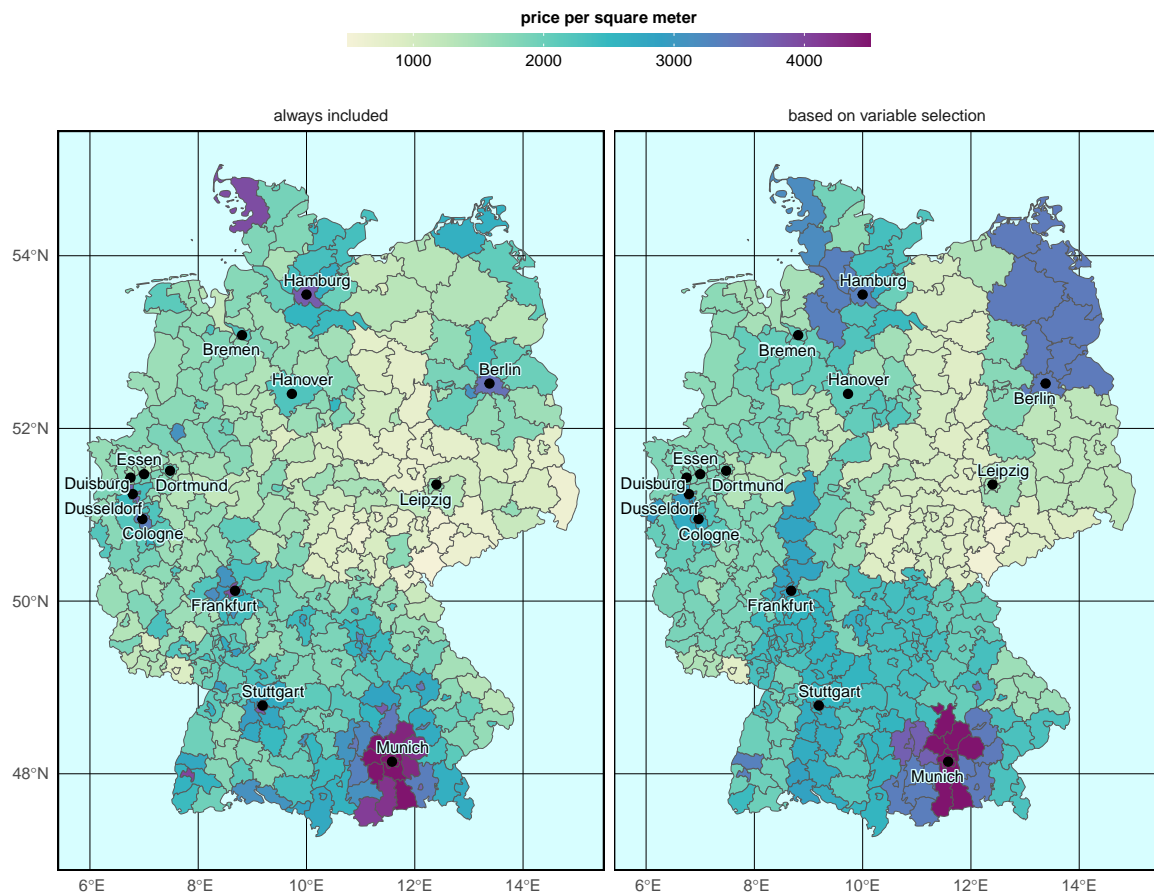 price per square meter
1000 2000 3000 4000
always included
based on variable selection
54°N
52°N
50°N
48°N
Hamburg
Bremen
Hanover
Berlin
Essen
Duisburg
Dortmund
Dusseldorf
Cologne
Leipzig
Frankfurt
Stuttgart
Munich
6°E 8°E 10°E 12°E 14°E
Hamburg
Bremen
Hanover
Berlin
Essen
Duisburg
Dortmund
Dusseldorf
Cologne
Leipzig
Frankfurt
Stuttgart
Munich
6°E 8°E 10°E 12°E 14°E